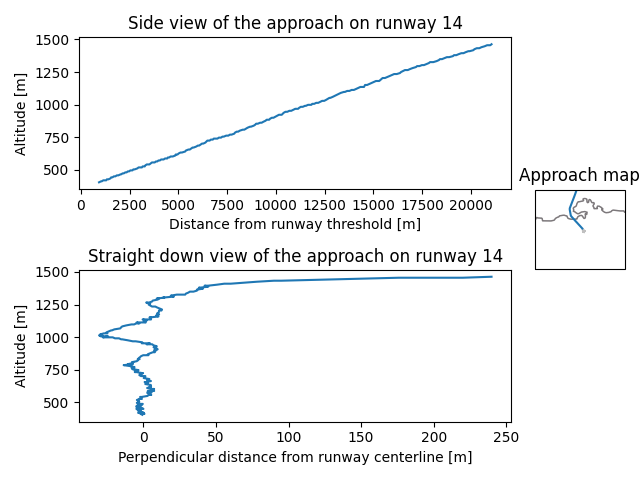 Side view of the approach on runway 14
1500
1250
1000
750
500
Altitude [m]
0 2500 5000 7500 10000 12500 15000 17500 20000
Distance from runway threshold [m]
Approach map
Straight down view of the approach on runway 14
1500
1250
1000
750
500
Altitude [m]
0 50 100 150 200 250
Perpendicular distance from runway centerline [m]